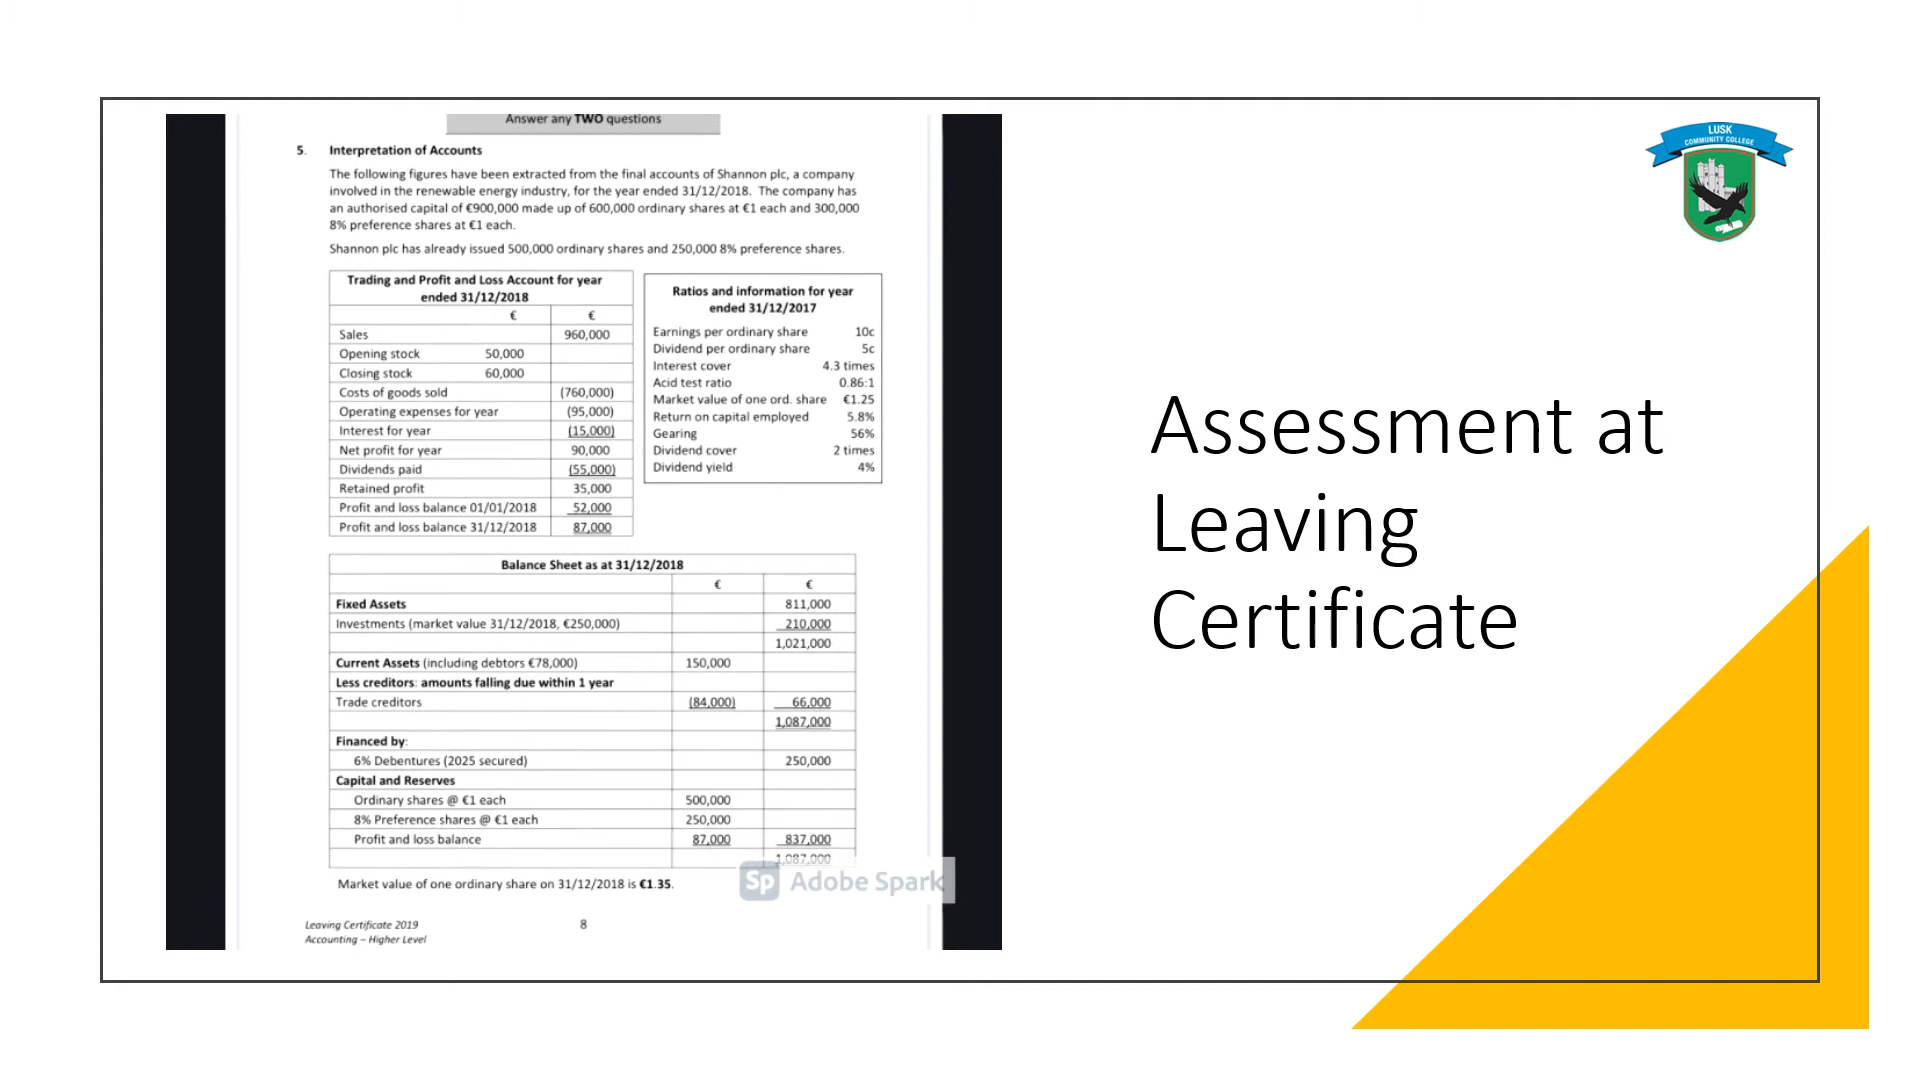 Answer any TWO questions
5. Interpretation of Accounts
The following figures have been extracted from the final accounts of Shannon plc, a company
involved in the renewable energy industry, for the year ended 31/12/2018. The company has
an authorised capital of €900,000 made up of 600,000 ordinary shares at €1 each and 300,000
8% preference shares at €1 each.
Shannon plc has already issued 500,000 ordinary shares and 250,000 8% preference shares.
Trading and Profit and Loss Account for year
ended 31/12/2018
€ €
Sales 960,000
Opening stock 50,000
Closing stock 60,000
Costs of goods sold (760,000)
Operating expenses for year (95,000)
Interest for year (15,000)
Net profit for year 90,000
Dividends paid (55,000)
Retained profit 35,000
Profit and loss balance 01/01/2018 52,000
Profit and loss balance 31/12/2018 87,000
Ratios and information for year
ended 31/12/2017
Earnings per ordinary share 10c
Dividend per ordinary share 5c
Interest cover 4.3 times
Acid test ratio 0.86:1
Market value of one ord. share €1.25
Return on capital employed 5.8%
Gearing 56%
Dividend cover 2 times
Dividend yield 4%
Balance Sheet as at 31/12/2018
€ €
Fixed Assets 811,000
Investments (market value 31/12/2018, €250,000) 210,000
1,021,000
Current Assets (including debtors €78,000) 150,000
Less creditors: amounts falling due within 1 year
Trade creditors (84,000) 66,000
1,087,000
Financed by:
6% Debentures (2025 secured) 250,000
Capital and Reserves
Ordinary shares @ €1 each 500,000
8% Preference shares @ €1 each 250,000
Profit and loss balance 87,000 837,000
1,087,000
Market value of one ordinary share on 31/12/2018 is €1.35.
Sp Adobe Spark
Leaving Certificate 2019 8
Accounting – Higher Level
LUSK
COMMUNITY COLLEGE
Assessment at
Leaving
Certificate